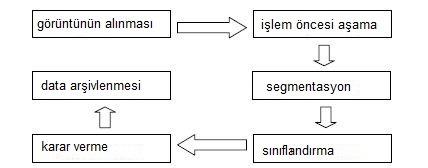 görüntünün alınması
işlem öncesi aşama
segmentasyon
sınıflandırma
karar verme
data arşivlenmesi